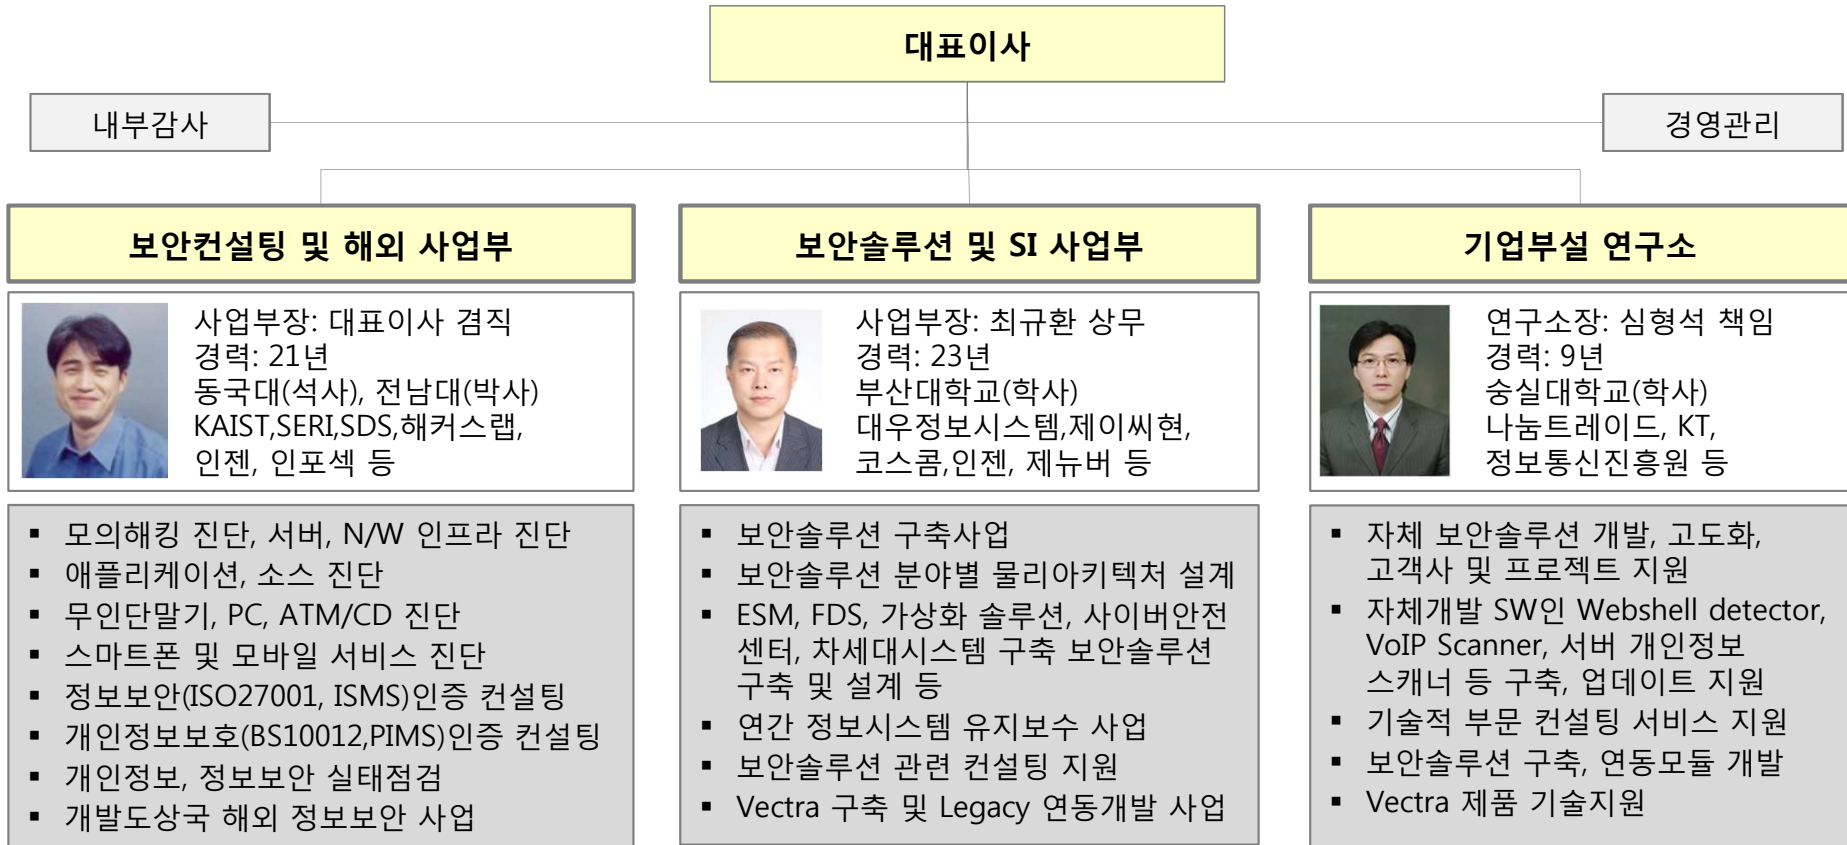 대표이사
내부감사
경영관리
보안컨설팅 및 해외 사업부
사업부장: 대표이사 겸직
경력: 21년
동국대(석사), 전남대(박사)
KAIST,SERI,SDS,해커스랩,
인젠, 인포섹 등
▪ 모의해킹 진단, 서버, N/W 인프라 진단
▪ 애플리케이션, 소스 진단
▪ 무인단말기, PC, ATM/CD 진단
▪ 스마트폰 및 모바일 서비스 진단
▪ 정보보안(ISO27001, ISMS)인증 컨설팅
▪ 개인정보보호(BS10012,PIMS)인증 컨설팅
▪ 개인정보, 정보보안 실태점검
▪ 개발도상국 해외 정보보안 사업
보안솔루션 및 SI 사업부
사업부장: 최규환 상무
경력: 23년
부산대학교(학사)
대우정보시스템,제이씨현,
코스콤,인젠, 제뉴버 등
▪ 보안솔루션 구축사업
▪ 보안솔루션 분야별 물리아키텍처 설계
▪ ESM, FDS, 가상화 솔루션, 사이버안전
센터, 차세대시스템 구축 보안솔루션
구축 및 설계 등
▪ 연간 정보시스템 유지보수 사업
▪ 보안솔루션 관련 컨설팅 지원
▪ Vectra 구축 및 Legacy 연동개발 사업
기업부설 연구소
연구소장: 심형석 책임
경력: 9년
숭실대학교(학사)
나눔트레이드, KT,
정보통신진흥원 등
▪ 자체 보안솔루션 개발, 고도화,
고객사 및 프로젝트 지원
▪ 자체개발 SW인 Webshell detector,
VoIP Scanner, 서버 개인정보
스캐너 등 구축, 업데이트 지원
▪ 기술적 부문 컨설팅 서비스 지원
▪ 보안솔루션 구축, 연동모듈 개발
▪ Vectra 제품 기술지원